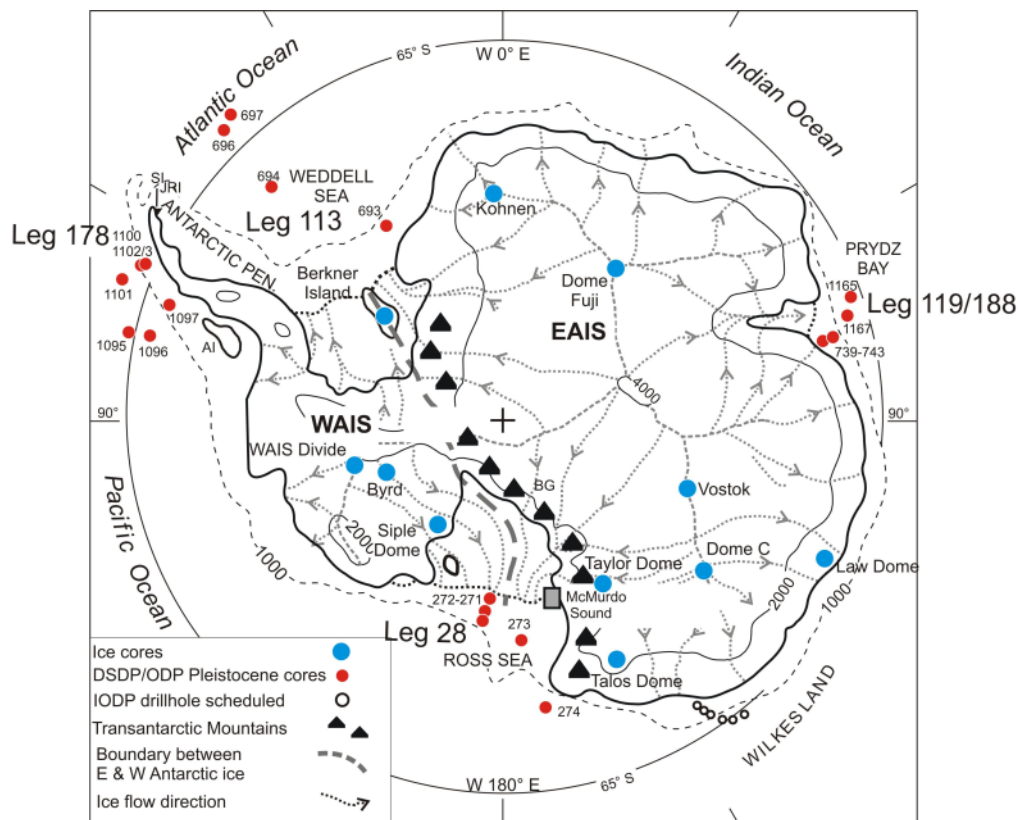 Atlantic Ocean
65° S
W 0° E
Indian Ocean
697
696
694
WEDDELL
SEA
Leg 113
693
SI
JRI
ANTARCTIC PEN.
Leg 178
1100
1102/3
1101
1097
1095
1096
AI
Berkner
Island
Kohnen
Dome
Fuji
EAIS
PRYDZ
BAY
1165
Leg 119/188
1167
739-743
4000
90°
90°
WAIS
WAIS Divide
Byrd
BG
Vostok
Siple
Dome
2000
1000
Pacific Ocean
Taylor Dome
Dome C
Law Dome
McMurdo
Sound
2000
1000
272-271
Leg 28
273
ROSS SEA
Talos Dome
274
WILKES LAND
W 180° E
65° S
Ice cores
DSDP/ODP Pleistocene cores
IODP drillhole scheduled
Transantarctic Mountains
Boundary between
E & W Antarctic ice
Ice flow direction